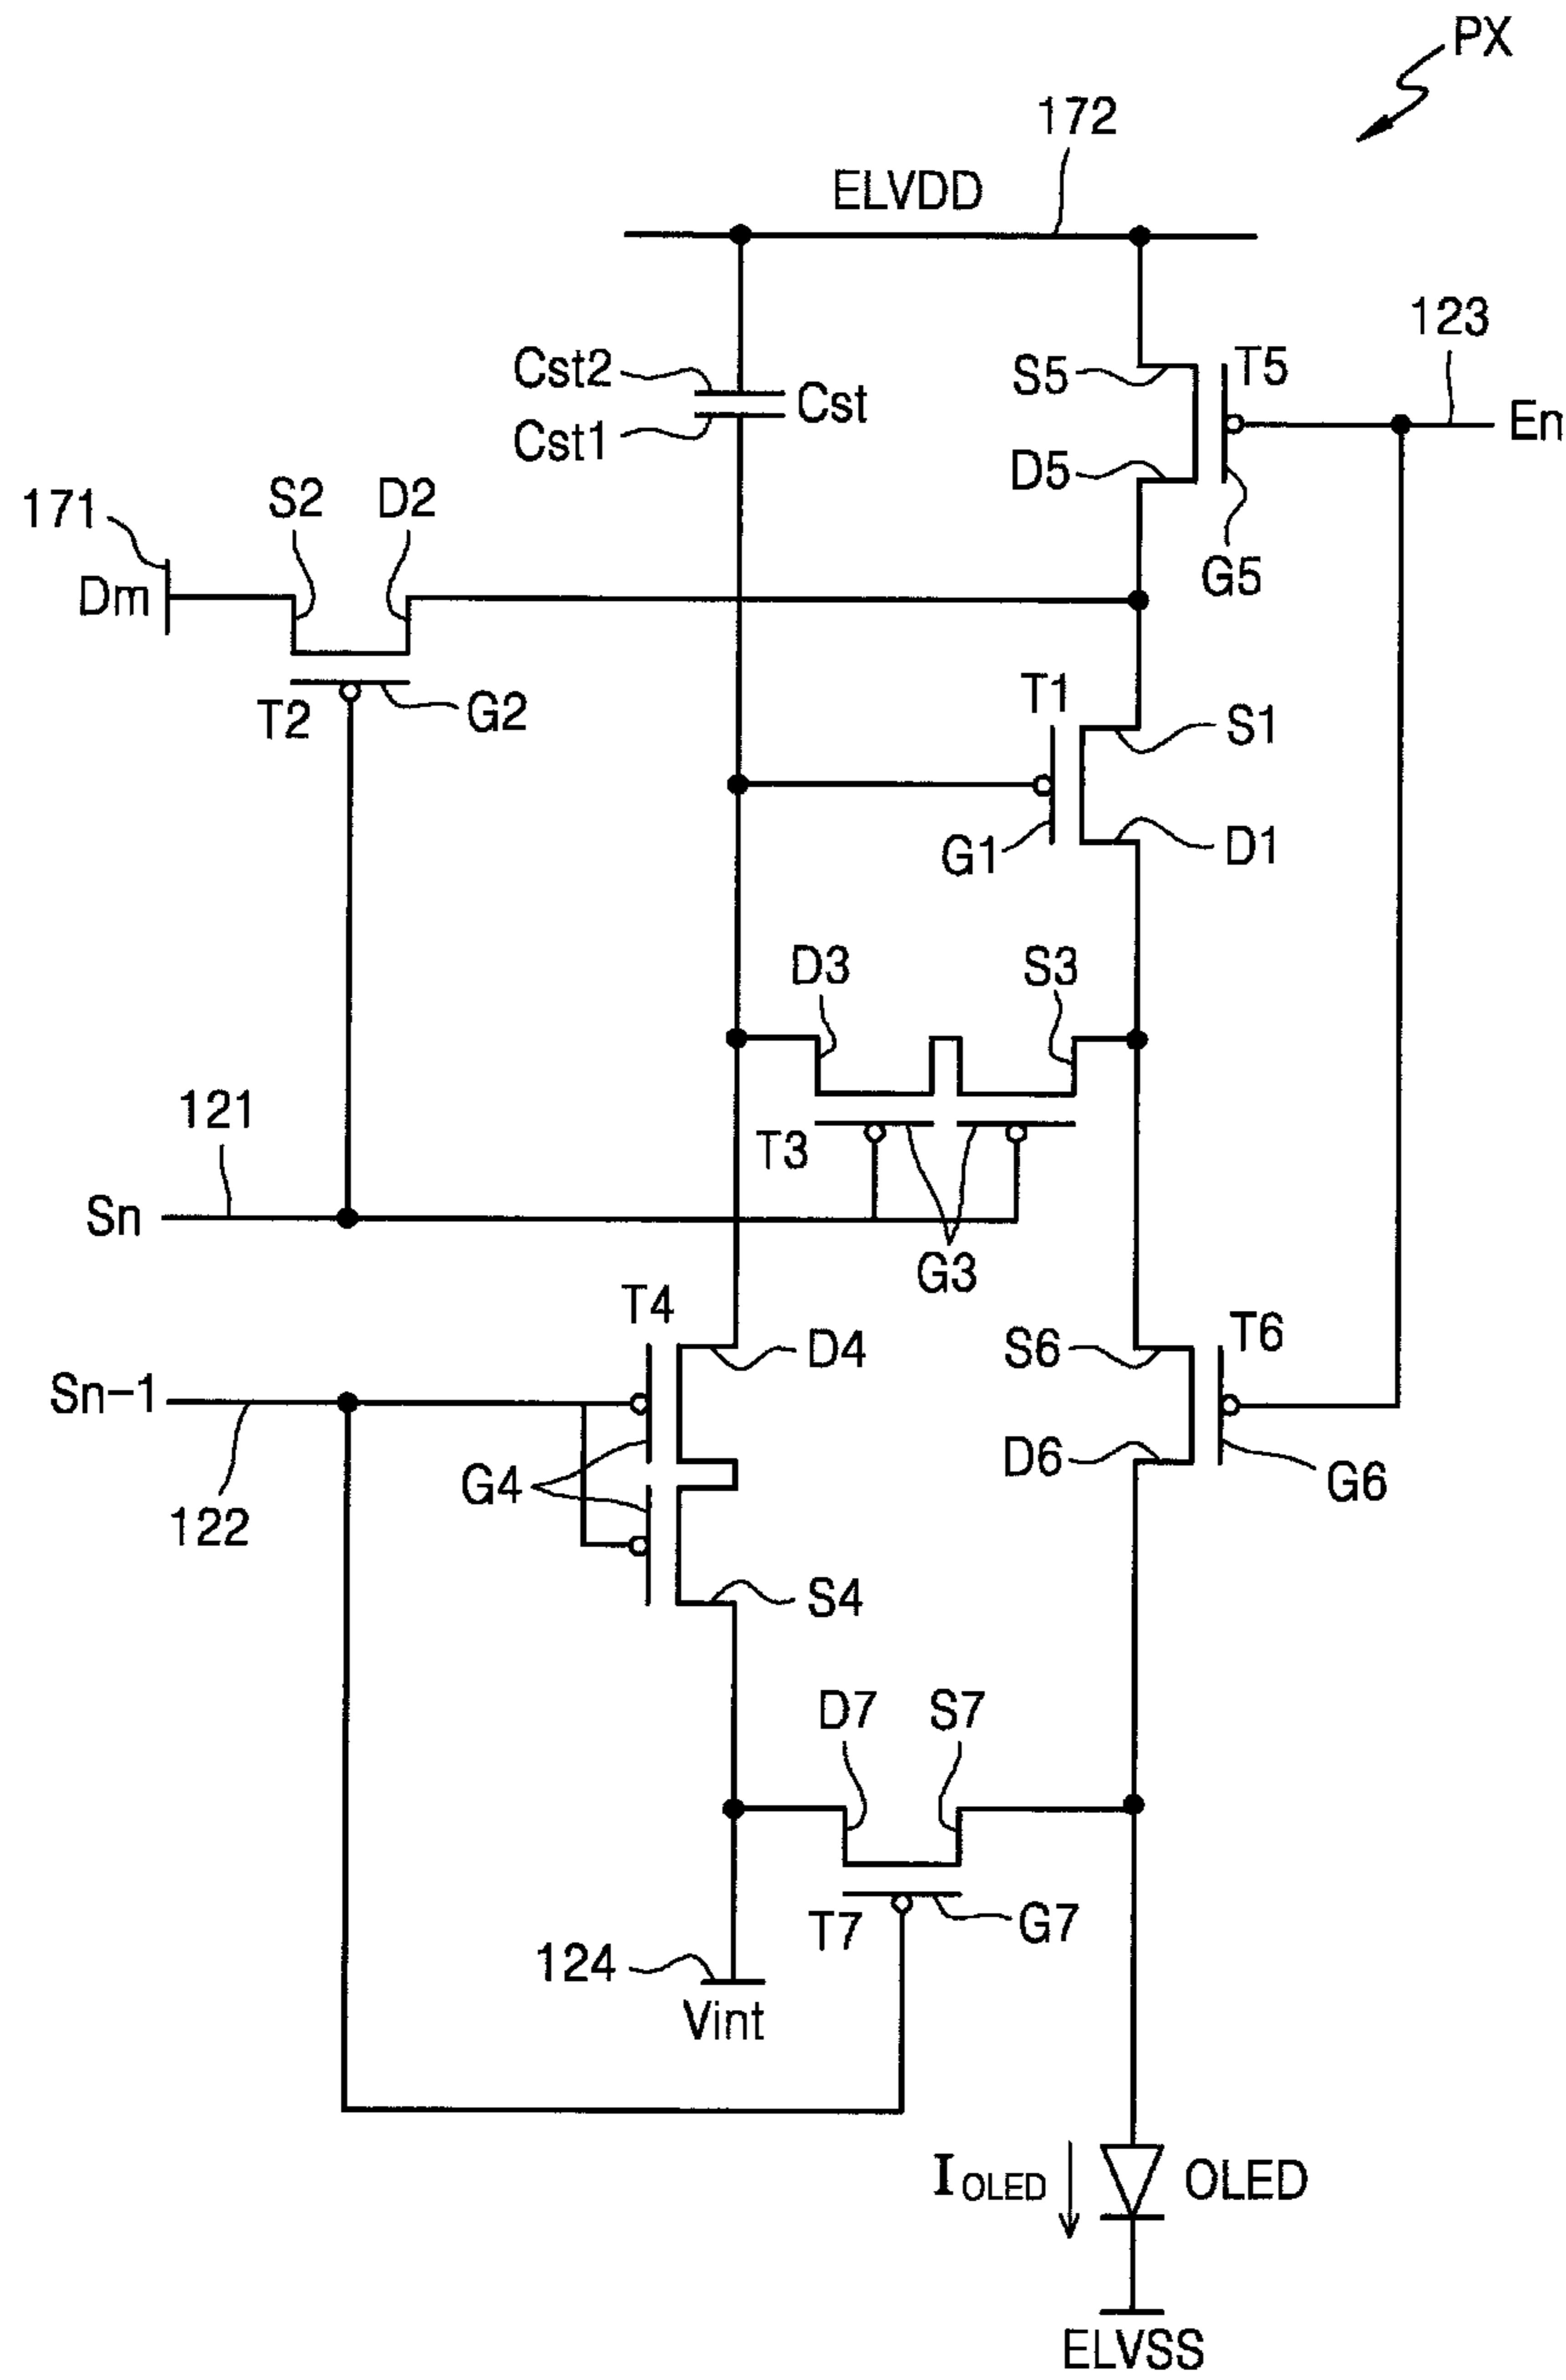 PX
172
ELVDD
123
Cst2
Cst
Cst1
S5
T5
En
D5
G5
171
S2
D2
Dm
T2
G2
T1
S1
G1
D1
D3
S3
121
T3
Sn
G3
T4
D4
S6
T6
Sn-1
G4
D6
G6
122
S4
D7
S7
T7
G7
124
Vint
IOLED
OLED
ELVSS